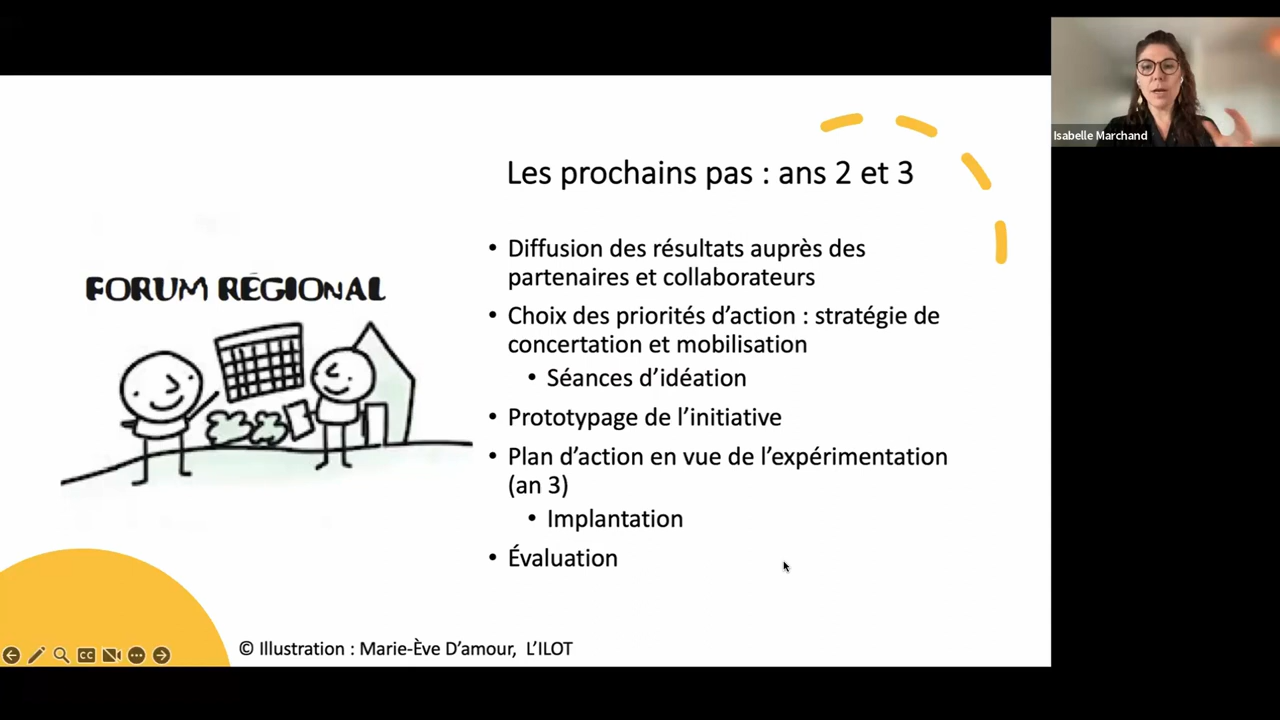 Isabelle Marchand
Les prochains pas : ans 2 et 3
FORUM RÉGIONAL
• Diffusion des résultats auprès des
partenaires et collaborateurs
• Choix des priorités d’action : stratégie de
concertation et mobilisation
• Séances d’idéation
• Prototypage de l’initiative
• Plan d’action en vue de l’expérimentation
(an 3)
• Implantation
• Évaluation
© Illustration : Marie-Ève D’amour, L’ILOT
CC